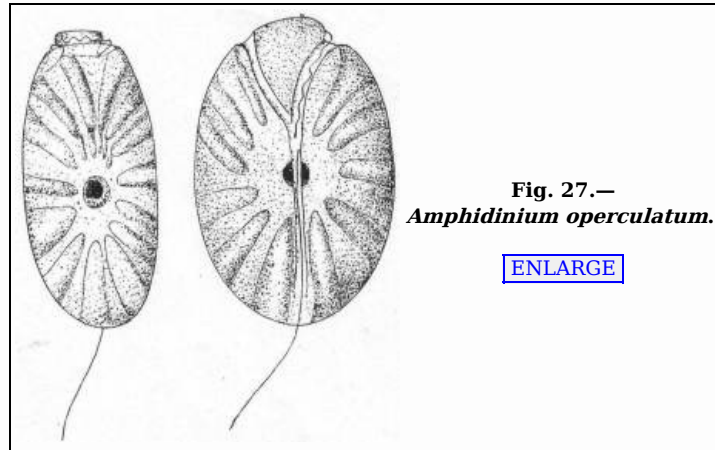 Fig. 27.—
Amphidinium operculatum.
ENLARGE